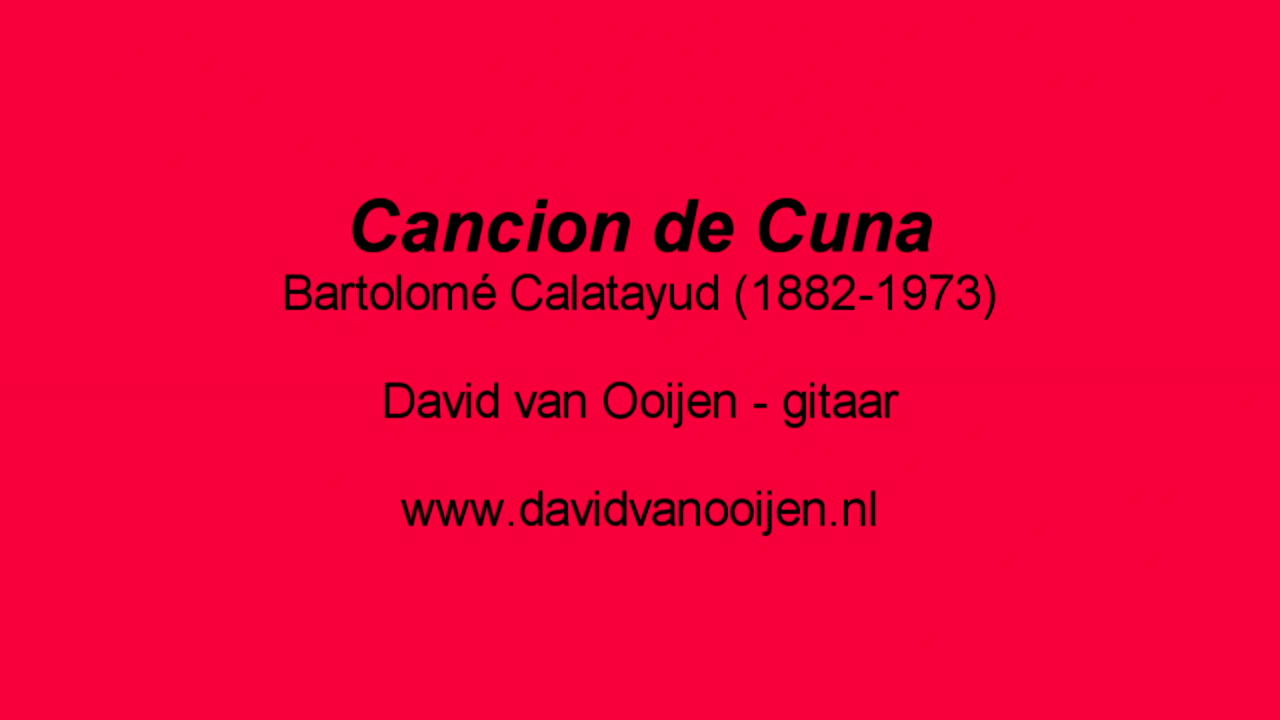 Cancion de Cuna
Bartolomé Calatayud (1882-1973)
David van Ooijen - gitaar
www.davidvanooijen.nl